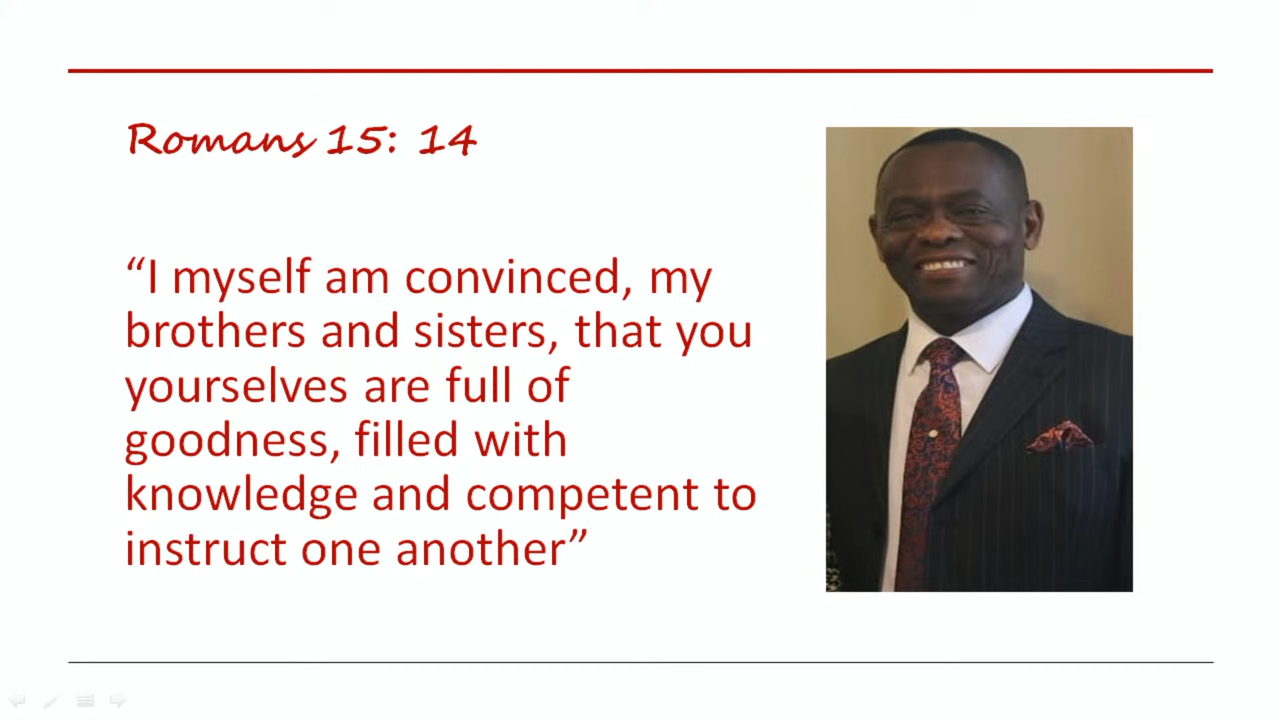 Romans 15: 14
“I myself am convinced, my
brothers and sisters, that you
yourselves are full of
goodness, filled with
knowledge and competent to
instruct one another”